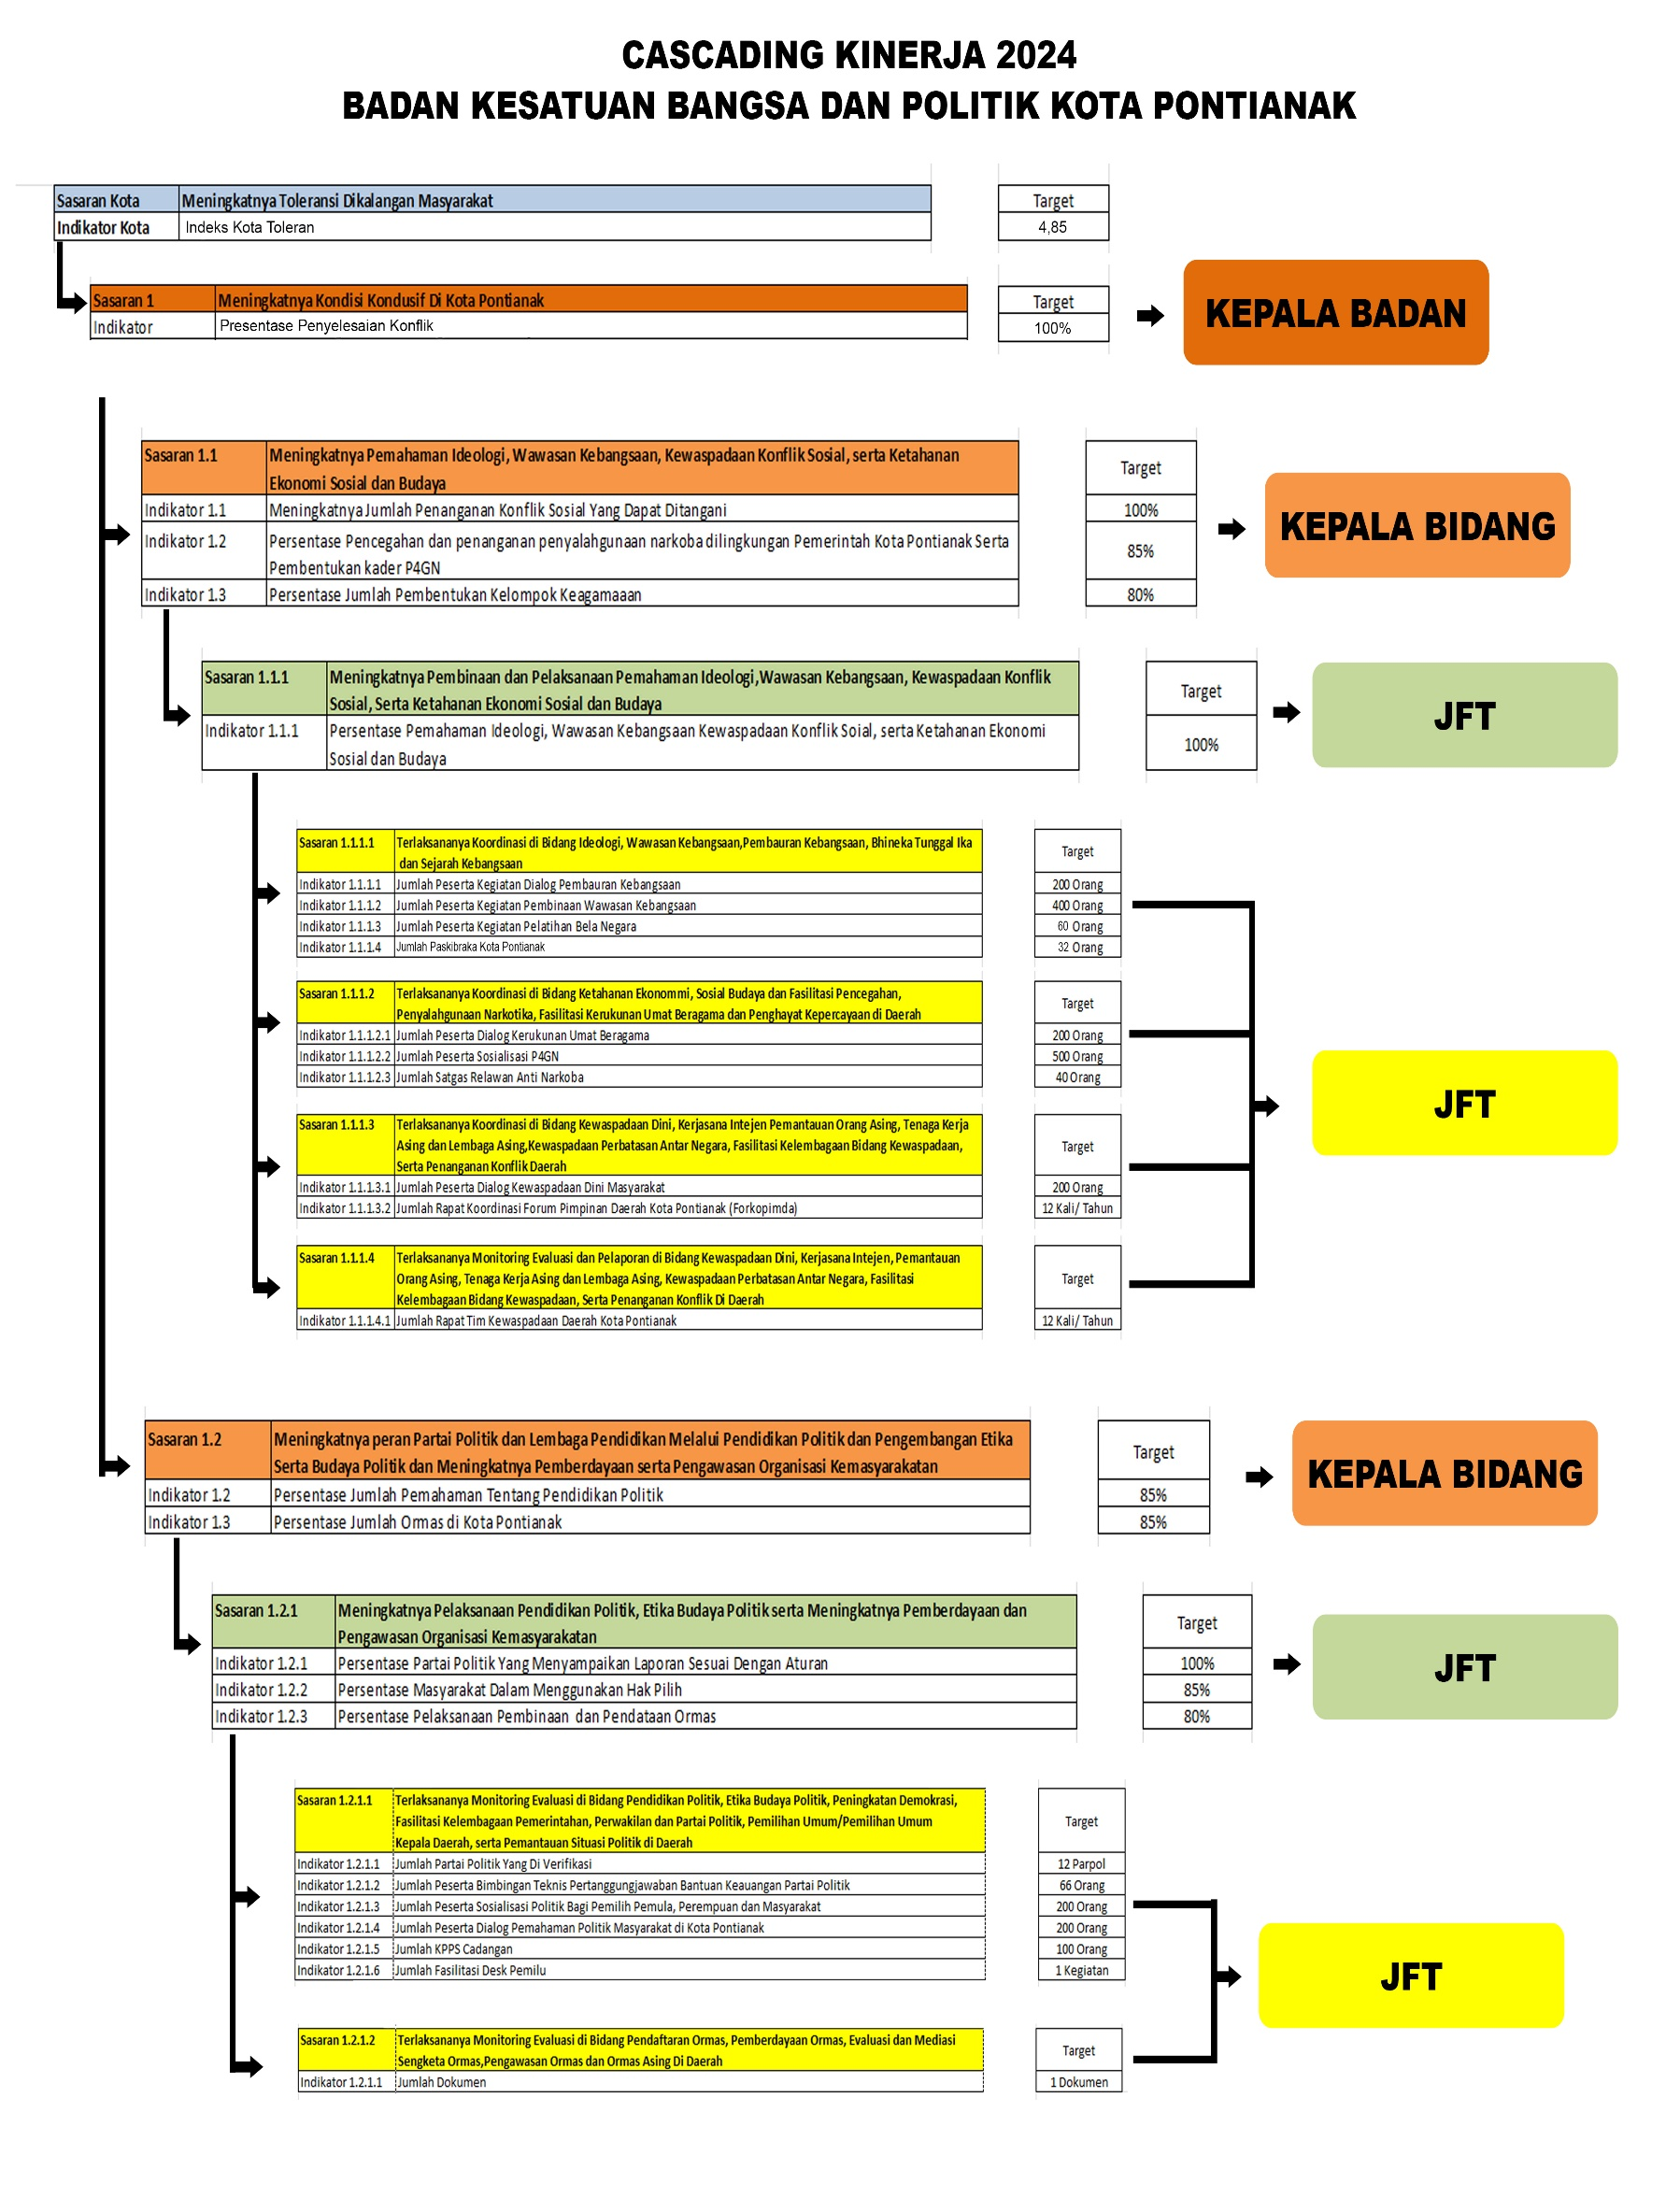 CASCADING KINERJA 2024
BADAN KESATUAN BANGSA DAN POLITIK KOTA PONTIANAK
Sasaran Kota Meningkatnya Toleransi Dikalangan Masyarakat Target
Indikator Kota Indeks Kota Toleran 4,85
Sasaran 1 Meningkatnya Kondisi Kondusif Di Kota Pontianak Target
Indikator Presentase Penyelesaian Konflik 100%
KEPALA BADAN
Sasaran 1.1 Meningkatnya Pemahaman Ideologi, Wawasan Kebangsaan, Kewaspadaan Konflik Sosial, serta Ketahanan
Ekonomi Sosial dan Budaya
Target
Indikator 1.1 Meningkatnya Jumlah Penanganan Konflik Sosial Yang Dapat Ditangani 100%
Indikator 1.2 Persentase Pencegahan dan penanganan penyalahgunaan narkoba dilingkungan Pemerintah Kota Pontianak Serta
Pembentukan kader P4GN
85%
Indikator 1.3 Persentase Jumlah Pembentukan Kelompok Keagamaaan 80%
KEPALA BIDANG
Sasaran 1.1.1 Meningkatnya Pembinaan dan Pelaksanaan Pemahaman Ideologi,Wawasan Kebangsaan, Kewaspadaan Konflik
Sosial, Serta Ketahanan Ekonomi Sosial dan Budaya
Target
Indikator 1.1.1 Persentase Pemahaman Ideologi, Wawasan Kebangsaan Kewaspadaan Konflik Soial, serta Ketahanan Ekonomi
Sosial dan Budaya
100%
JFT
Sasaran 1.1.1.1 Terlaksananya Koordinasi di Bidang Ideologi, Wawasan Kebangsaan,Pembauran Kebangsaan, Bhineka Tunggal Ika
dan Sejarah Kebangsaan
Target
Indikator 1.1.1.1 Jumlah Peserta Kegiatan Dialog Pembauran Kebangsaan 200 Orang
Indikator 1.1.1.2 Jumlah Peserta Kegiatan Pembinaan Wawasan Kebangsaan 400 Orang
Indikator 1.1.1.3 Jumlah Peserta Kegiatan Pelatihan Bela Negara 60 Orang
Indikator 1.1.1.4 Jumlah Paskibraka Kota Pontianak 32 Orang
Sasaran 1.1.1.2 Terlaksananya Koordinasi di Bidang Ketahanan Ekonommi, Sosial Budaya dan Fasilitasi Pencegahan,
Penyalahgunaan Narkotika, Fasilitasi Kerukunan Umat Beragama dan Penghayat Kepercayaan di Daerah
Target
Indikator 1.1.1.2.1 Jumlah Peserta Dialog Kerukunan Umat Beragama 200 Orang
Indikator 1.1.1.2.2 Jumlah Peserta Sosialisasi P4GN 500 Orang
Indikator 1.1.1.2.3 Jumlah Satgas Relawan Anti Narkoba 40 Orang
Sasaran 1.1.1.3 Terlaksananya Koordinasi di Bidang Kewaspadaan Dini, Kerjasana Intejen Pemantauan Orang Asing, Tenaga Kerja
Asing dan Lembaga Asing,Kewaspadaan Perbatasan Antar Negara, Fasilitasi Kelembagaan Bidang Kewaspadaan,
Serta Penanganan Konflik Daerah
Target
Indikator 1.1.1.3.1 Jumlah Peserta Dialog Kewaspadaan Dini Masyarakat 200 Orang
Indikator 1.1.1.3.2 Jumlah Rapat Koordinasi Forum Pimpinan Daerah Kota Pontianak (Forkopimda) 12 Kali/ Tahun
Sasaran 1.1.1.4 Terlaksananya Monitoring Evaluasi dan Pelaporan di Bidang Kewaspadaan Dini, Kerjasana Intejen, Pemantauan
Orang Asing, Tenaga Kerja Asing dan Lembaga Asing, Kewaspadaan Perbatasan Antar Negara, Fasilitasi
Kelembagaan Bidang Kewaspadaan, Serta Penanganan Konflik Di Daerah
Target
Indikator 1.1.1.4.1 Jumlah Rapat Tim Kewaspadaan Daerah Kota Pontianak 12 Kali/ Tahun
JFT
Sasaran 1.2 Meningkatnya peran Partai Politik dan Lembaga Pendidikan Melalui Pendidikan Politik dan Pengembangan Etika
Serta Budaya Politik dan Meningkatnya Pemberdayaan serta Pengawasan Organisasi Kemasyarakatan
Target
Indikator 1.2 Persentase Jumlah Pemahaman Tentang Pendidikan Politik 85%
Indikator 1.3 Persentase Jumlah Ormas di Kota Pontianak 85%
KEPALA BIDANG
Sasaran 1.2.1 Meningkatnya Pelaksanaan Pendidikan Politik, Etika Budaya Politik serta Meningkatnya Pemberdayaan dan
Pengawasan Organisasi Kemasyarakatan
Target
Indikator 1.2.1 Persentase Partai Politik Yang Menyampaikan Laporan Sesuai Dengan Aturan 100%
Indikator 1.2.2 Persentase Masyarakat Dalam Menggunakan Hak Pilih 85%
Indikator 1.2.3 Persentase Pelaksanaan Pembinaan dan Pendataan Ormas 80%
JFT
Sasaran 1.2.1.1 Terlaksananya Monitoring Evaluasi di Bidang Pendidikan Politik, Etika Budaya Politik, Peningkatan Demokrasi,
Fasilitasi Kelembagaan Pemerintahan, Perwakilan dan Partai Politik, Pemilihan Umum/Pemilihan Umum
Kepala Daerah, serta Pemantauan Situasi Politik di Daerah
Target
Indikator 1.2.1.1 Jumlah Partai Politik Yang Di Verifikasi 12 Parpol
Indikator 1.2.1.2 Jumlah Peserta Bimbingan Teknis Pertanggungjawaban Bantuan Keauangan Partai Politik 66 Orang
Indikator 1.2.1.3 Jumlah Peserta Sosialisasi Politik Bagi Pemilih Pemula, Perempuan dan Masyarakat 200 Orang
Indikator 1.2.1.4 Jumlah Peserta Dialog Pemahaman Politik Masyarakat di Kota Pontianak 200 Orang
Indikator 1.2.1.5 Jumlah KPPS Cadangan 100 Orang
Indikator 1.2.1.6 Jumlah Fasilitasi Desk Pemilu 1 Kegiatan
Sasaran 1.2.1.2 Terlaksananya Monitoring Evaluasi di Bidang Pendaftaran Ormas, Pemberdayaan Ormas, Evaluasi dan Mediasi
Sengketa Ormas,Pengawasan Ormas dan Ormas Asing Di Daerah
Target
Indikator 1.2.1.1 Jumlah Dokumen 1 Dokumen
JFT